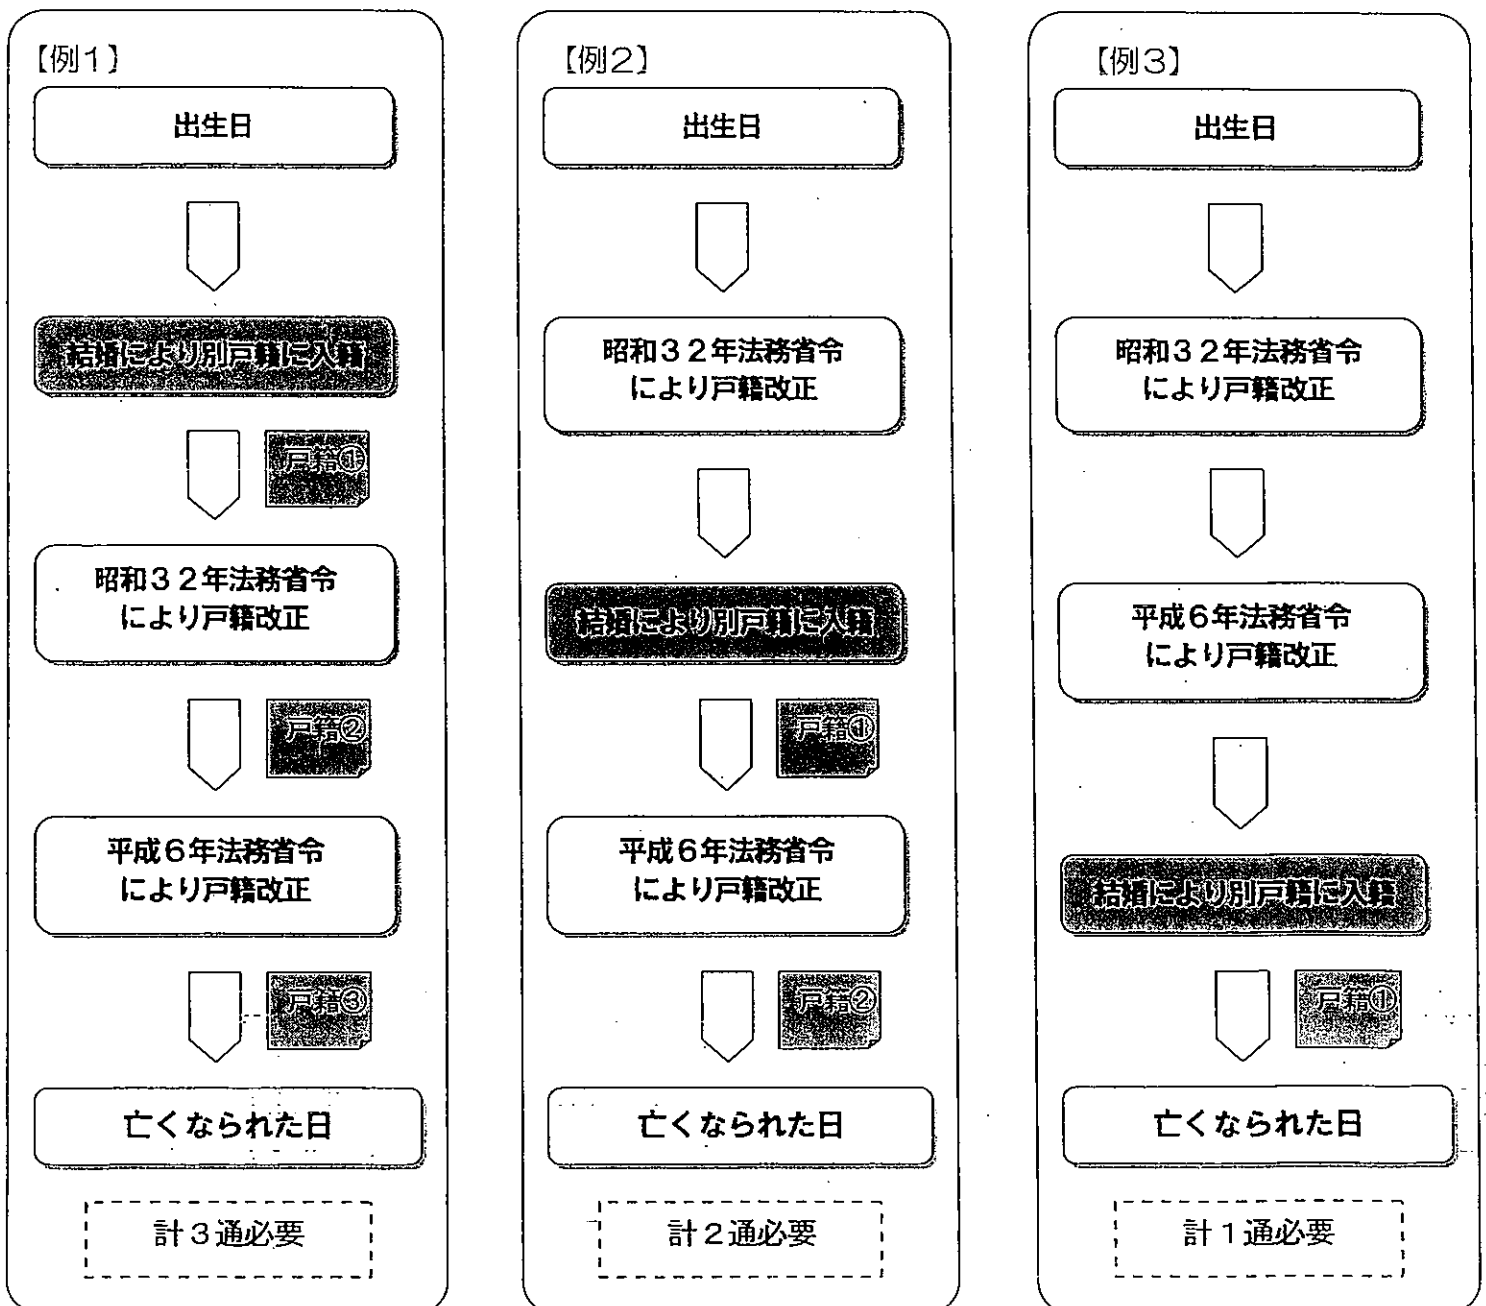 【例1】
出生日
結婚により別戸籍に入籍
戸籍①
昭和32年法務省令
により戸籍改正
戸籍②
平成6年法務省令
により戸籍改正
戸籍③
亡くなられた日
計3通必要
【例2】
出生日
昭和32年法務省令
により戸籍改正
結婚により別戸籍に入籍
戸籍①
平成6年法務省令
により戸籍改正
戸籍②
亡くなられた日
計2通必要
【例3】
出生日
昭和32年法務省令
により戸籍改正
平成6年法務省令
により戸籍改正
結婚により別戸籍に入籍
戸籍①
亡くなられた日
計1通必要